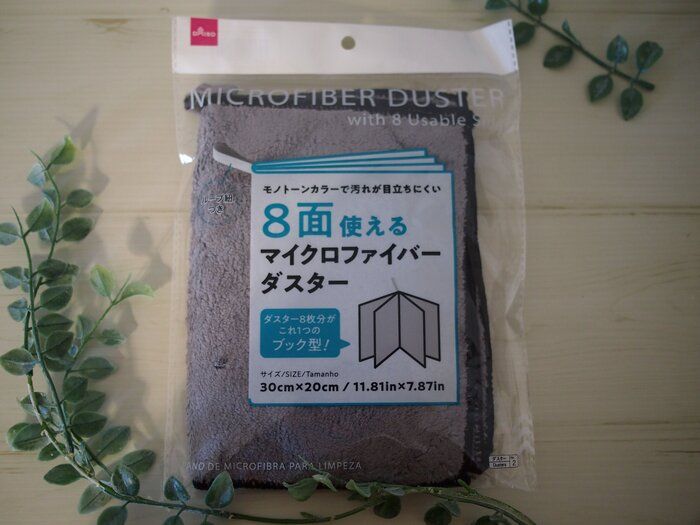 DAISO
MICROFIBER DUSTER
with 8 Usable
ループ紐
つき
モノトーンカラーで汚れが目立ちにくい
8面使える
マイクロファイバー
ダスター
ダスター8枚分が
これ1つの
ブック型!
サイズ/SIZE/Tamanho
30cm×20cm / 11.81in×7.87in
ANO DE MICROFIBRA PARA LIMPEZA